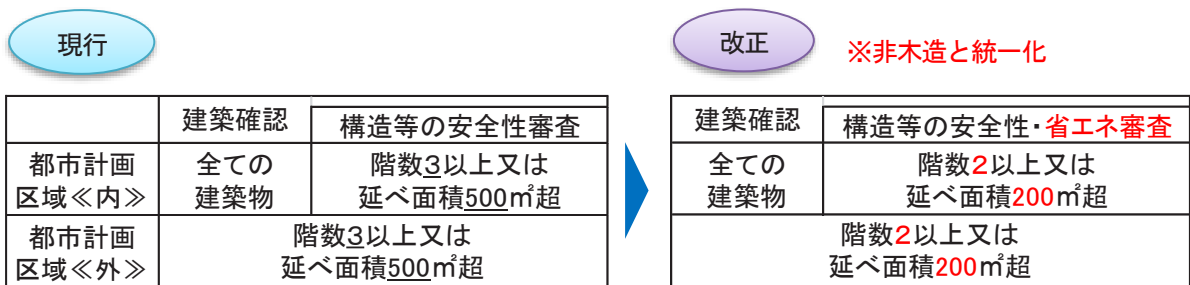 現行
改正
※非木造と統一化
建築確認
構造等の安全性審査
都市計画
区域≪内≫
全ての
建築物
階数3以上又は
延べ面積500㎡超
都市計画
区域≪外≫
階数3以上又は
延べ面積500㎡超
建築確認
構造等の安全性・省エネ審査
全ての
建築物
階数2以上又は
延べ面積200㎡超
階数2以上又は
延べ面積200㎡超